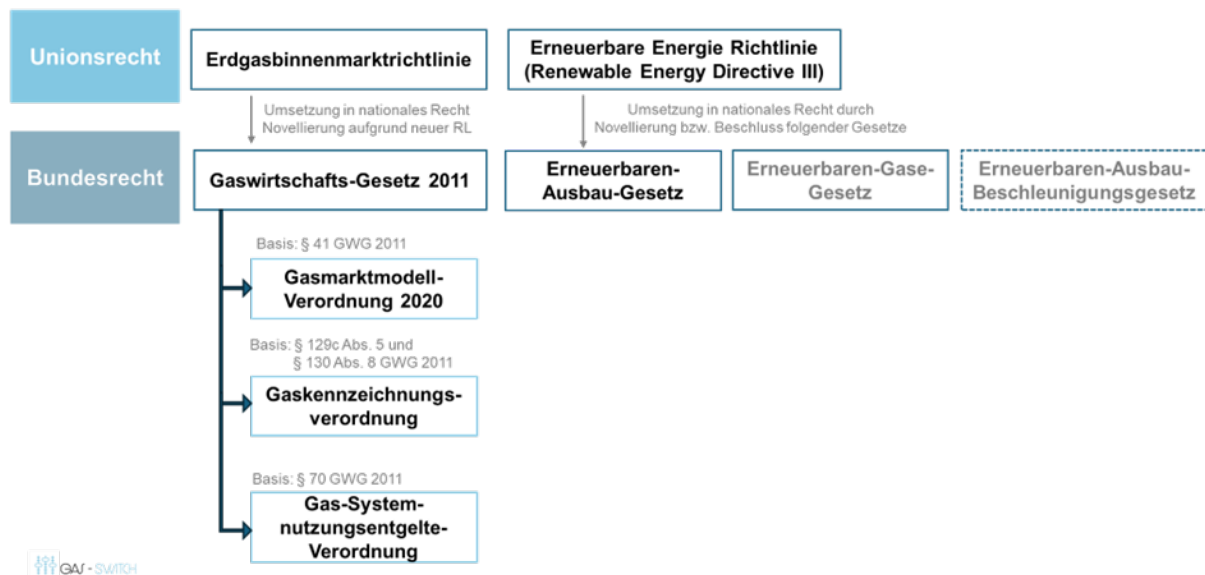 Unionsrecht
Erdgasbinnenmarktrichtlinie
Erneuerbare Energie Richtlinie
(Renewable Energy Directive III)
Umsetzung in nationales Recht
Novellierung aufgrund neuer RL
Umsetzung in nationales Recht durch
Novellierung bzw. Beschluss folgender Gesetze
Bundesrecht
Gaswirtschafts-Gesetz 2011
Erneuerbaren-
Ausbau-Gesetz
Erneuerbaren-Gase-
Gesetz
Erneuerbaren-Ausbau-
Beschleunigungsgesetz
Basis: § 41 GWG 2011
Gasmarktmodell-
Verordnung 2020
Basis: § 129c Abs. 5 und
§ 130 Abs. 8 GWG 2011
Gaskennzeichnungs-
verordnung
Basis: § 70 GWG 2011
Gas-System-
nutzungsentgelte-
Verordnung
GAS - SWITCH